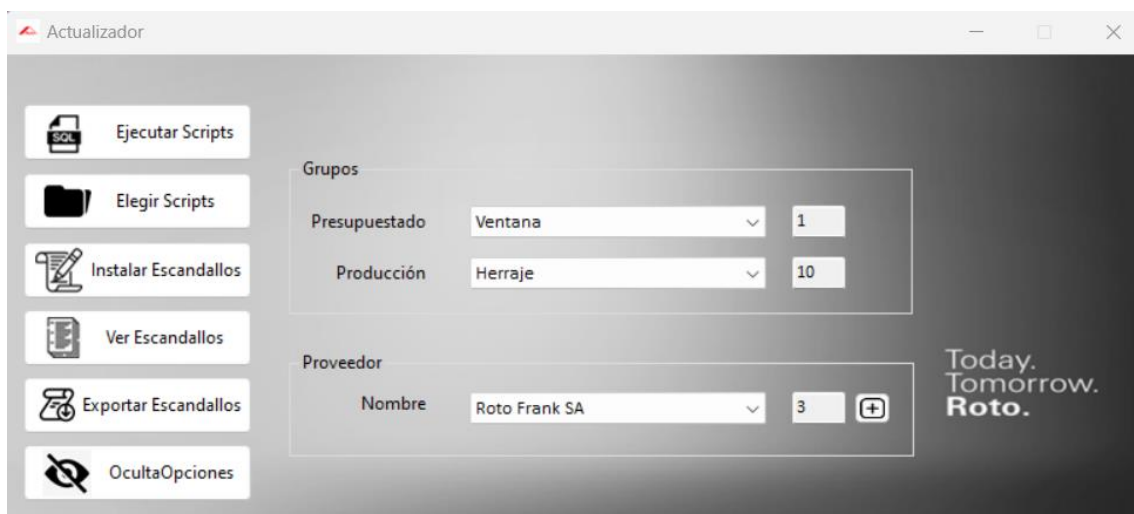 Actualizador
SQL
Ejecutar Scripts
Elegir Scripts
Instalar Escandallos
Ver Escandallos
Exportar Escandallos
OcultaOpciones
Grupos
Presupuestado
Ventana
1
Producción
Herraje
10
Proveedor
Nombre
Roto Frank SA
3
Today.
Tomorrow.
Roto.